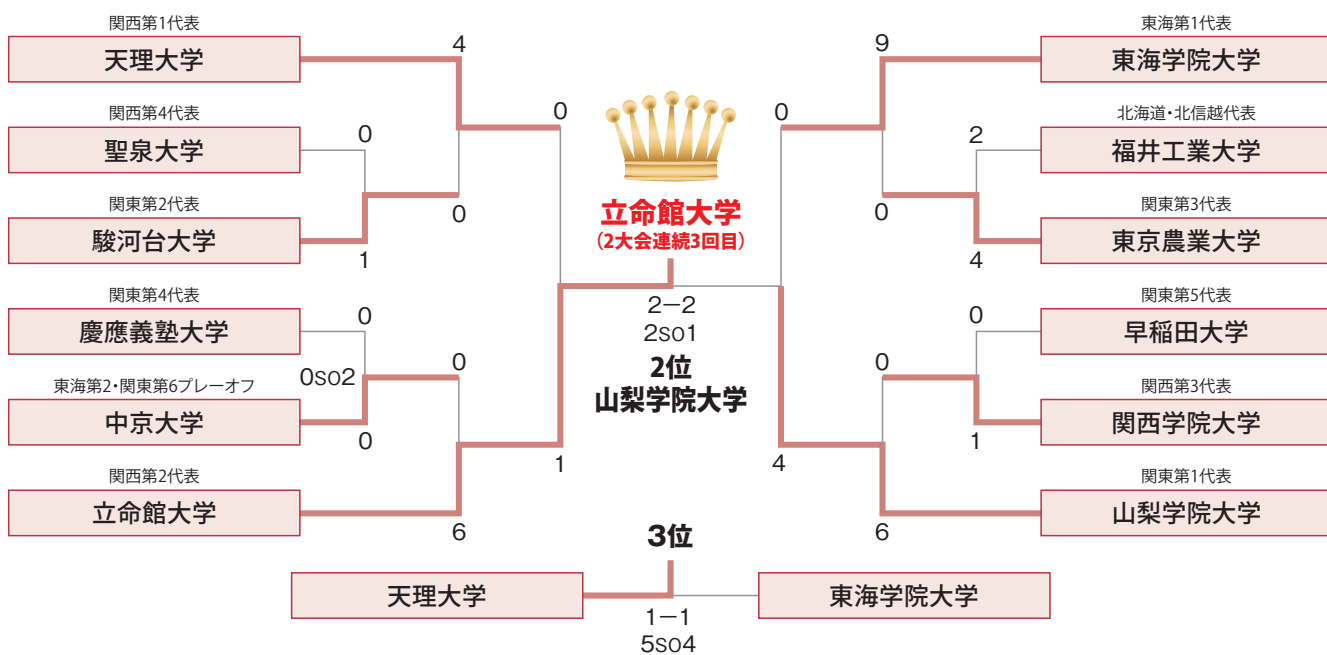 関西第1代表
天理大学
関西第4代表
聖泉大学
関東第2代表
駿河台大学
関東第4代表
慶應義塾大学
東海第2・関東第6プレーオフ
中京大学
関西第2代表
立命館大学
4
0
0
1
0
0
0so2
0
0
6
0
1
立命館大学
(2大会連続3回目)
2−2
2so1
2位
山梨学院大学
0
4
9
2
0
4
0
0
1
6
東海第1代表
東海学院大学
北海道・北信越代表
福井工業大学
関東第3代表
東京農業大学
関東第5代表
早稲田大学
関西第3代表
関西学院大学
関東第1代表
山梨学院大学
3位
天理大学
1−1
5so4
東海学院大学